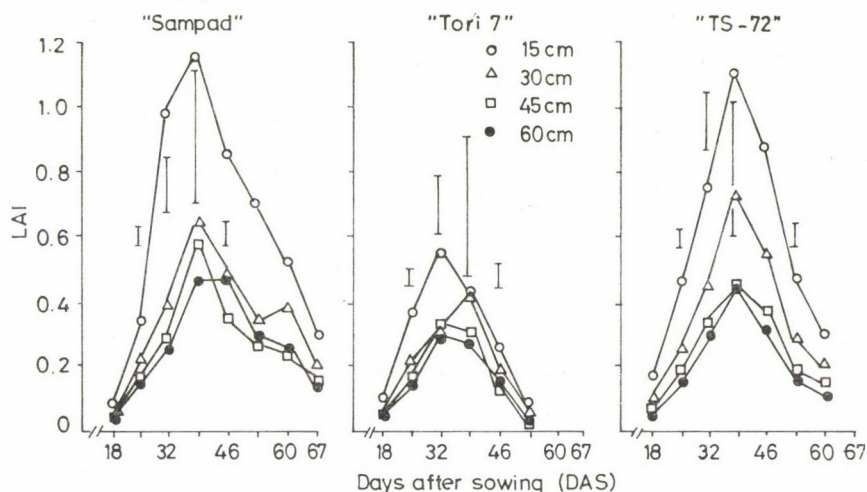 "Sampad"
"Tori 7"
"TS-72"
15 cm
30 cm
45 cm
60 cm
LAI
1.2
1.0
0.8
0.6
0.4
0.2
0
18 32 46 60 67
18 32 46 60 67
18 32 46 60 67
Days after sowing (DAS)